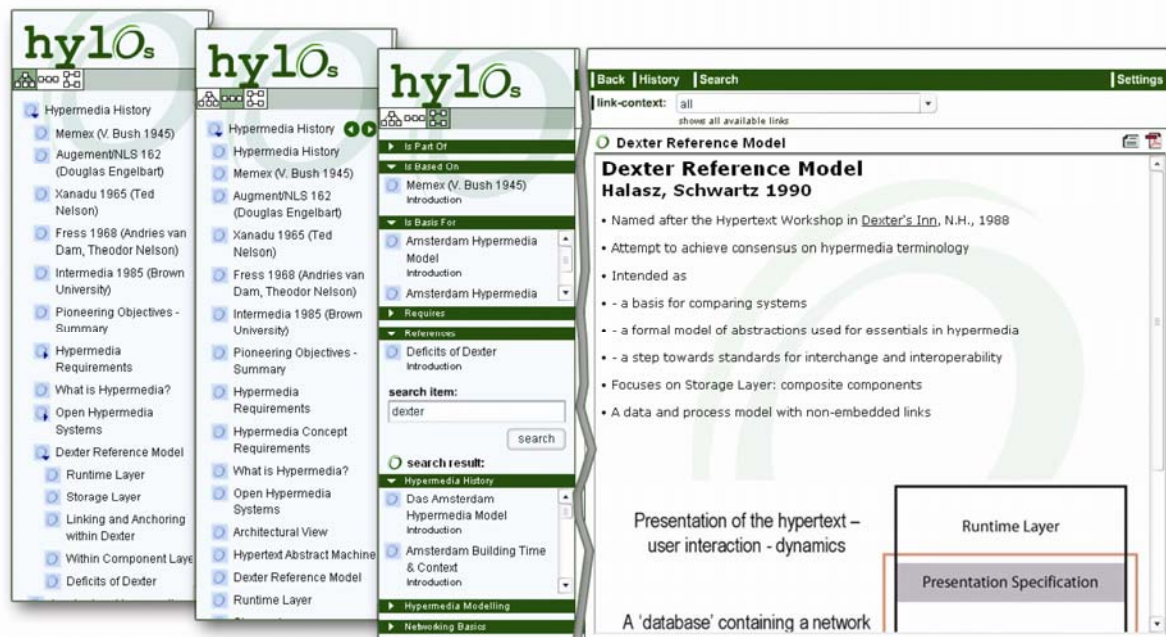 hylOs
Hypermedia History
Memex (V. Bush 1945)
Augement/NLS 162
(Douglas Engelbart)
Xanadu 1965 (Ted
Nelson)
Fress 1968 (Andries van
Dam, Theodor Nelson)
Intermedia 1985 (Brown
University)
Pioneering Objectives -
Summary
Hypermedia
Requirements
What is Hypermedia?
Open Hypermedia
Systems
Dexter Reference Model
Runtime Layer
Storage Layer
Linking and Anchoring
within Dexter
Within Component Laye
Deficits of Dexter
hylOs
Hypermedia History
Hypermedia History
Memex (V. Bush 1945)
Augment/NLS 162
(Douglas Engelbart)
Xanadu 1965 (Ted
Nelson)
Fress 1968 (Andries van
Dam, Theodor Nelson)
Intermedia 1985 (Brown
University)
Pioneering Objectives -
Summary
Hypermedia
Requirements
Hypermedia Concept
Requirements
What is Hypermedia?
Open Hypermedia
Systems
Architectural View
Hypertext Abstract Machine
Dexter Reference Model
Runtime Layer
hylOs
Is Part Of
Is Based On
Memex (V. Bush 1945)
Introduction
Is Basis For
Amsterdam Hypermedia
Model
Introduction
Amsterdam Hypermedia
Requires
References
Deficits of Dexter
Introduction
search item:
dexter
search
search result:
Hypermedia History
Das Amsterdam
Hypermedia Model
Introduction
Amsterdam Building Time
& Context
Introduction
Hypermedia Modelling
Networking Basics
Back History Search Settings
link-context: all
shows all available links
Dexter Reference Model
Dexter Reference Model
Halasz, Schwartz 1990
• Named after the Hypertext Workshop in Dexter's Inn, N.H., 1988
• Attempt to achieve consensus on hypermedia terminology
• Intended as
• - a basis for comparing systems
• - a formal model of abstractions used for essentials in hypermedia
• - a step towards standards for interchange and interoperability
• Focuses on Storage Layer: composite components
• A data and process model with non-embedded links
Presentation of the hypertext –
user interaction - dynamics
Runtime Layer
Presentation Specification
A 'database' containing a network